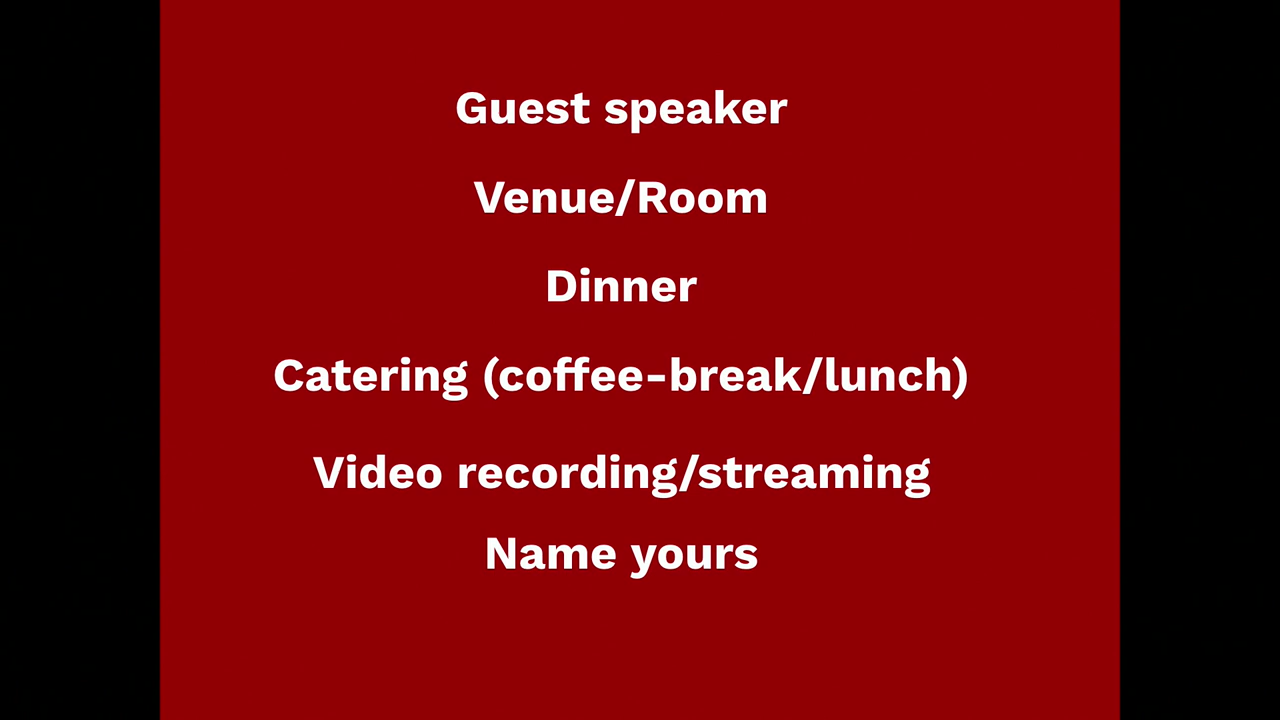 Guest speaker
Venue/Room
Dinner
Catering (coffee-break/lunch)
Video recording/streaming
Name yours